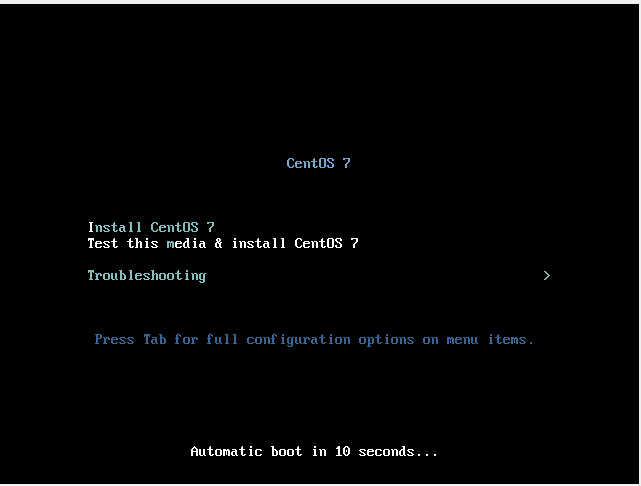 CentOS 7
Install CentOS 7
Test this media & install CentOS 7
Troubleshooting >
Press Tab for full configuration options on menu items.
Automatic boot in 10 seconds...